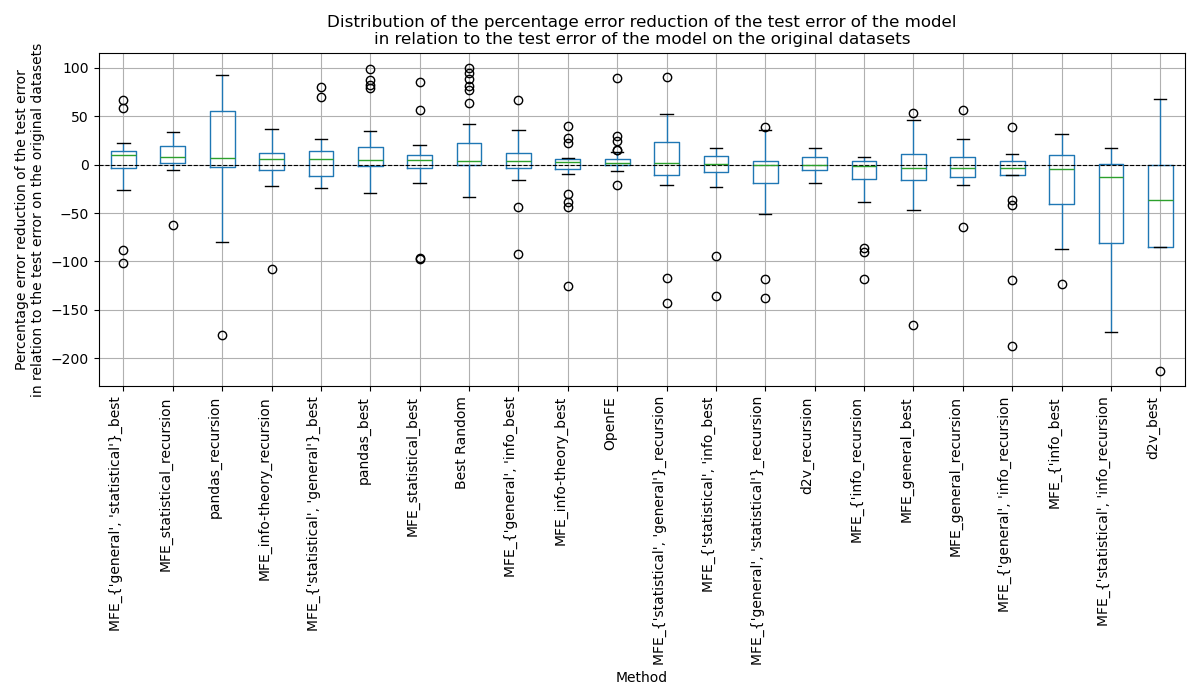 Distribution of the percentage error reduction of the test error of the model
in relation to the test error of the model on the original datasets
Percentage error reduction of the test error
in relation to the test error on the original datasets
100
50
0
−50
−100
−150
−200
MFE_{'general', 'statistical'}_best
MFE_statistical_recursion
pandas_recursion
MFE_info-theory_recursion
MFE_{'statistical', 'general'}_best
pandas_best
MFE_statistical_best
Best Random
MFE_{'general', 'info_best
MFE_info-theory_best
OpenFE
MFE_{'statistical', 'general'}_recursion
MFE_{'statistical', 'info_best
MFE_{'general', 'statistical'}_recursion
d2v_recursion
MFE_{'info_recursion
MFE_general_best
MFE_general_recursion
MFE_{'general', 'info_recursion
MFE_{'info_best
MFE_{'statistical', 'info_recursion
d2v_best
Method